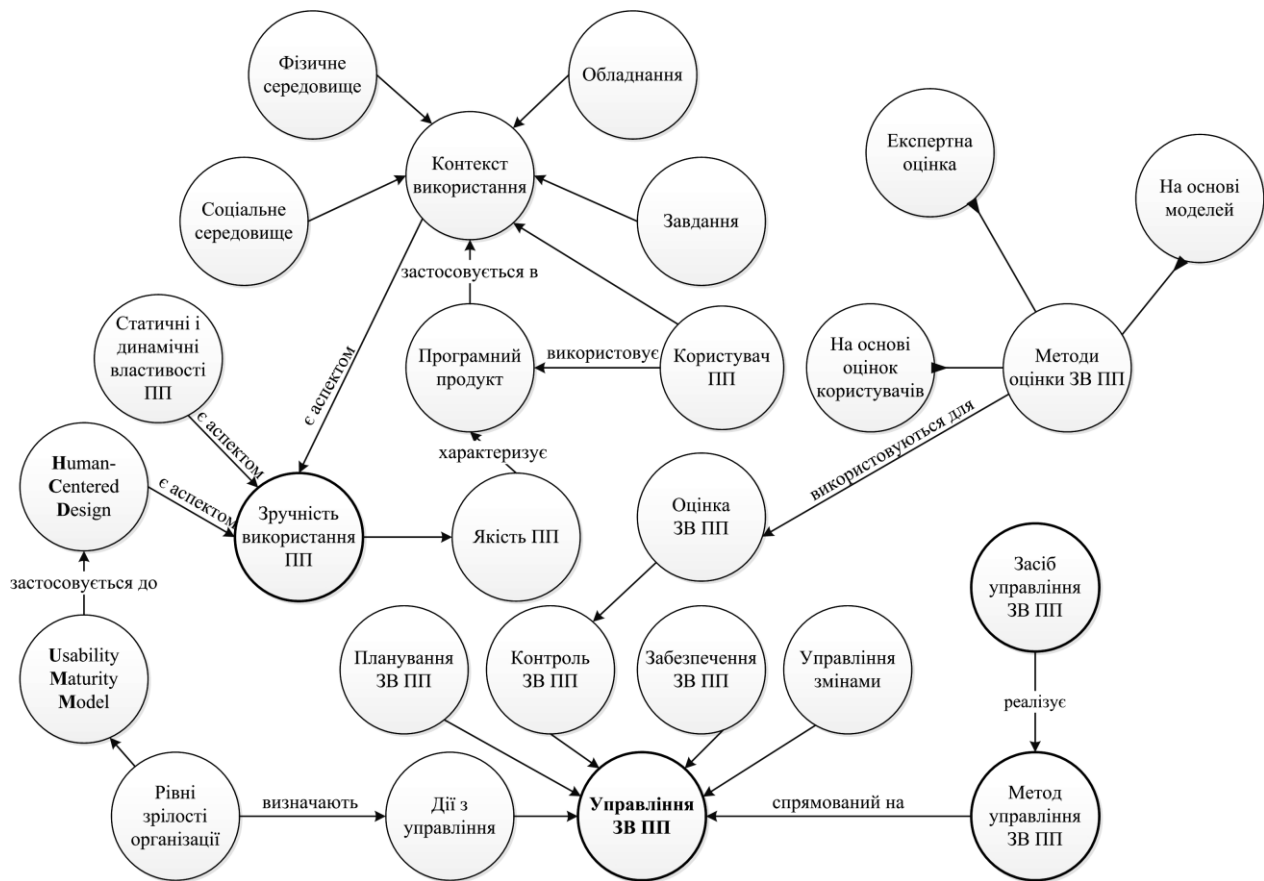 Фізичне
середовище
Обладнання
Експертна
оцінка
Контекст
використання
На основі
моделей
Соціальне
середовище
Завдання
застосовується в
Статичні і
динамічні
властивості
ПП
є аспектом
Програмний
продукт
використовує
Користувач
ПП
На основі
оцінок
користувачів
Методи
оцінки ЗВ ПП
є аспектом
характеризує
використовуються для
Human-
Centered
Design
є аспектом
Зручність
використання
ПП
Якість ПП
Оцінка
ЗВ ПП
застосовується до
Засіб
управління
ЗВ ПП
Usability
Maturity
Model
Планування
ЗВ ПП
Контроль
ЗВ ПП
Забезпечення
ЗВ ПП
Управління
змінами
реалізує
Рівні
зрілості
організації
визначають
Дії з
управління
Управління
ЗВ ПП
спрямований на
Метод
управління
ЗВ ПП